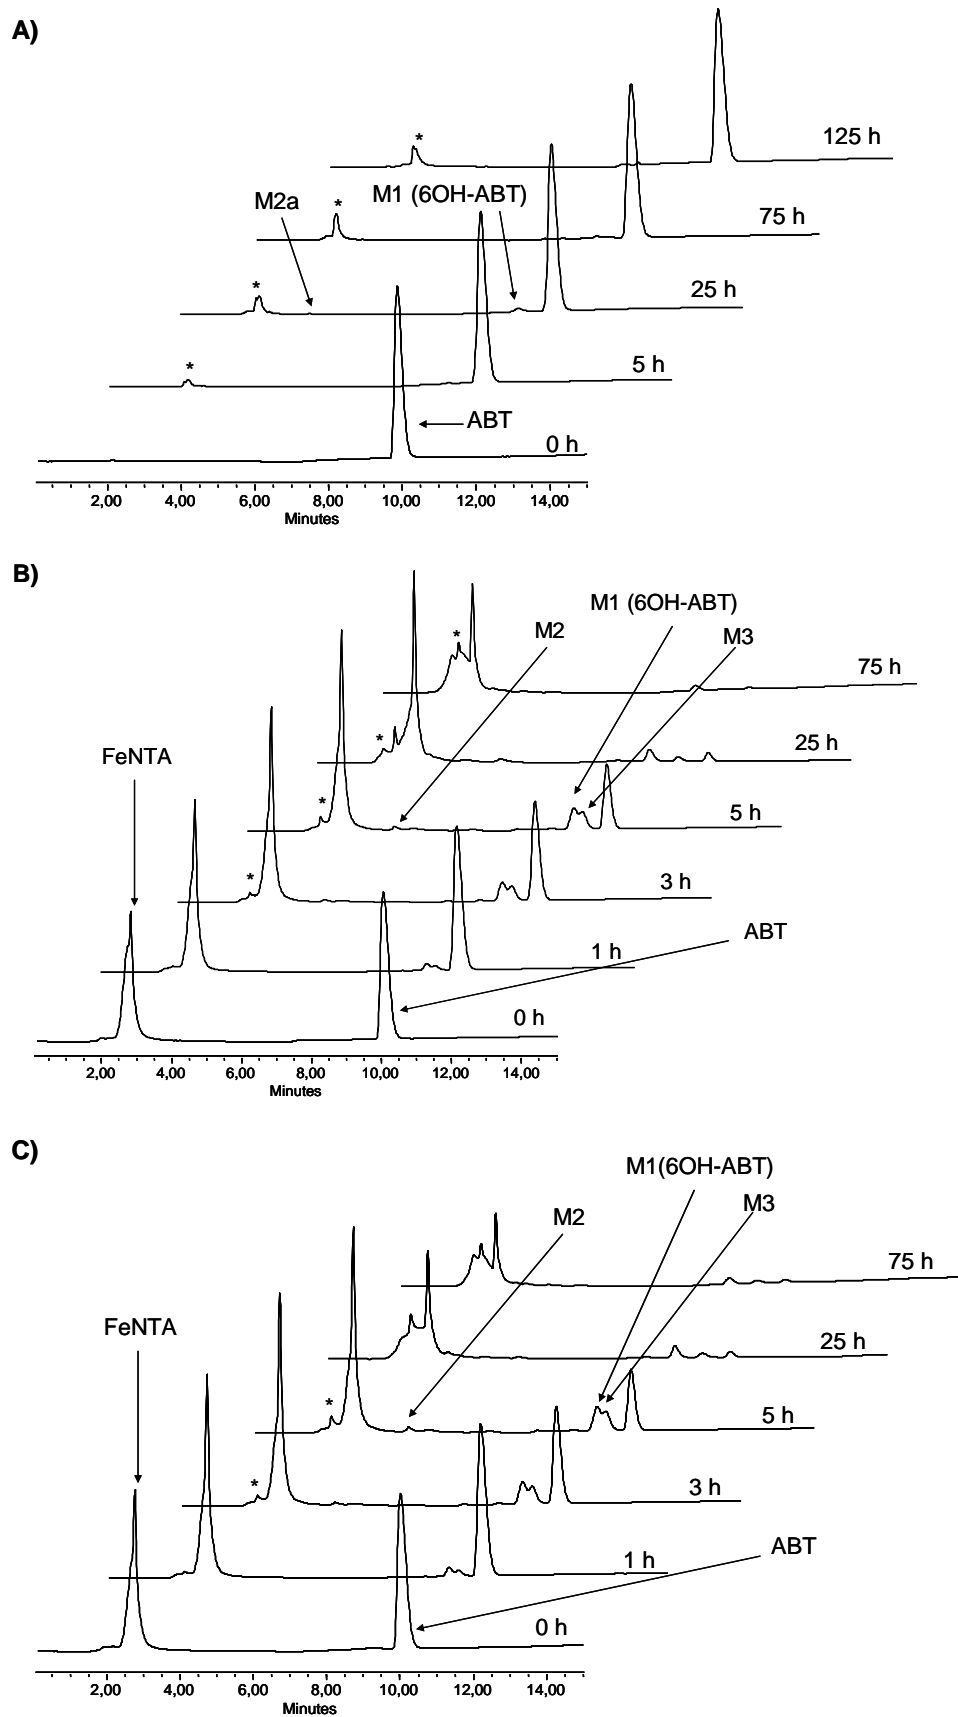 A)
*
125 h
M2a
*
M1 (6OH-ABT)
75 h
*
25 h
*
5 h
ABT
0 h
2,00 4,00 6,00 8,00 10,00 12,00 14,00
Minutes
B)
M1 (6OH-ABT)
M2
*
M3
75 h
FeNTA
*
25 h
*
5 h
*
3 h
ABT
1 h
0 h
2,00 4,00 6,00 8,00 10,00 12,00 14,00
Minutes
C)
M1(6OH-ABT)
M2
M3
75 h
FeNTA
25 h
*
5 h
*
3 h
ABT
1 h
0 h
2,00 4,00 6,00 8,00 10,00 12,00 14,00
Minutes